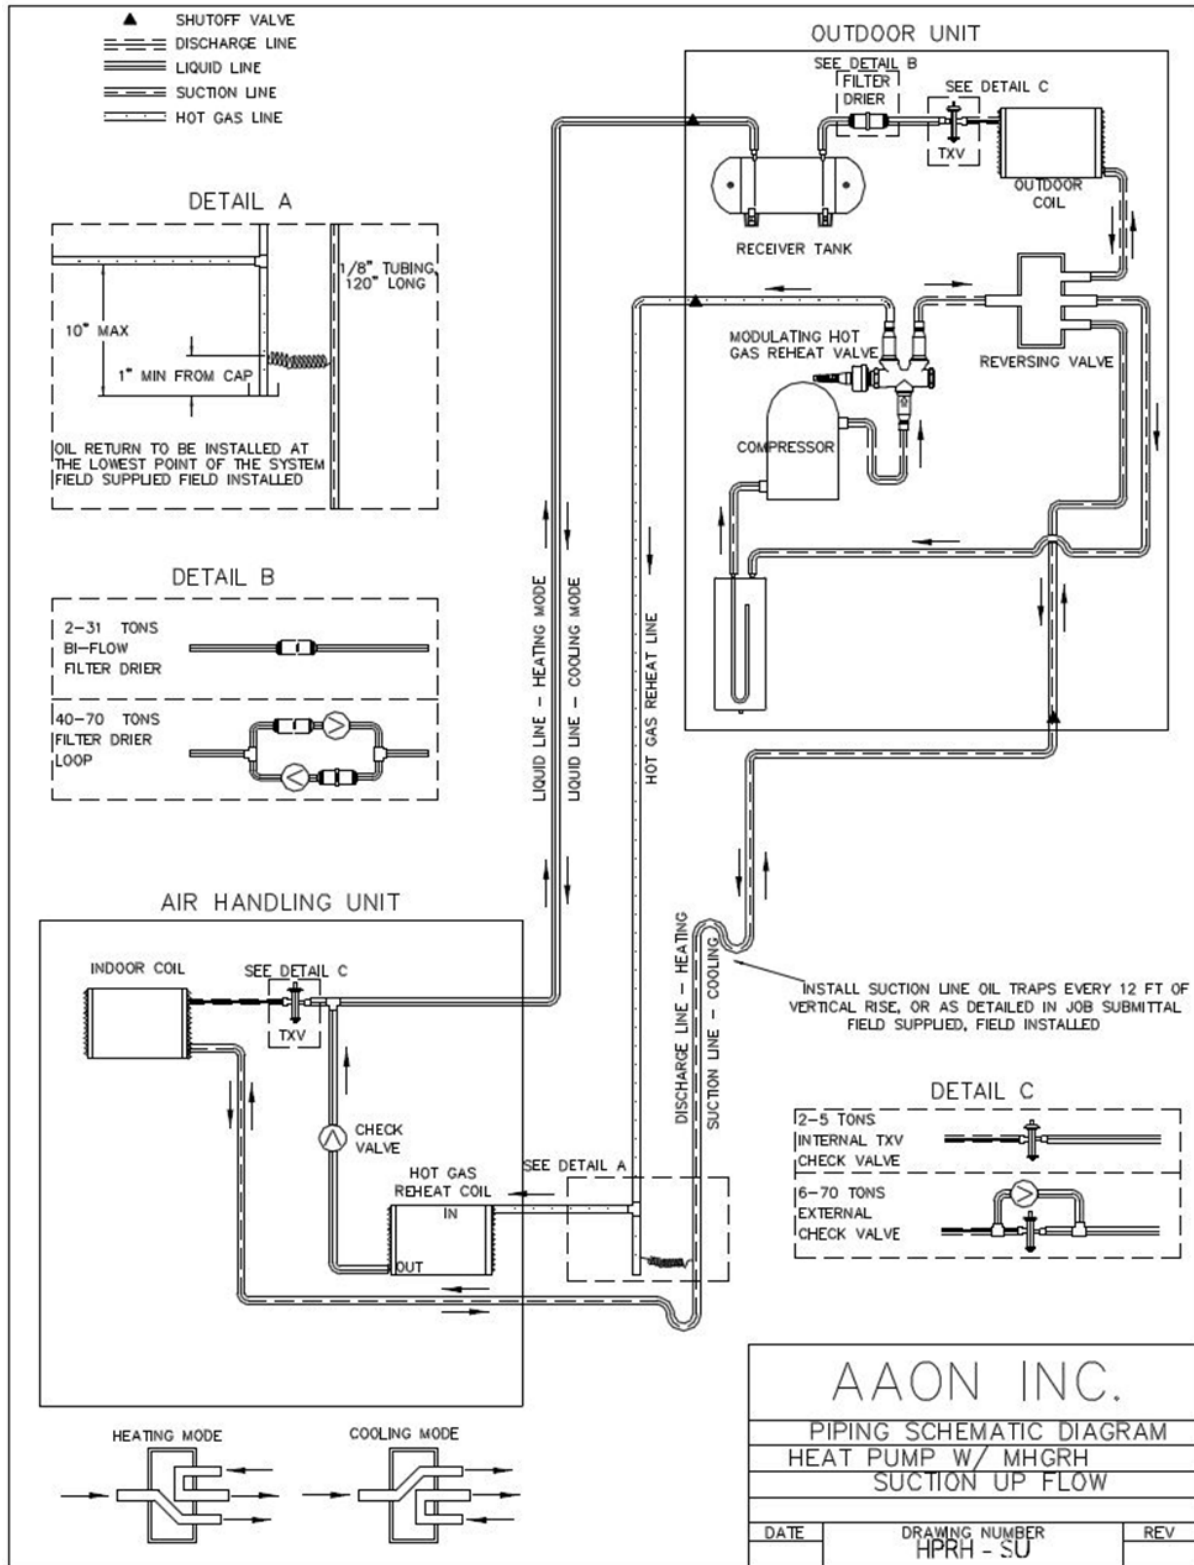 SHUTOFF VALVE
DISCHARGE LINE
LIQUID LINE
SUCTION LINE
HOT GAS LINE
OUTDOOR UNIT
SEE DETAIL B
FILTER
DRIER
SEE DETAIL C
TXV
OUTDOOR
COIL
RECEIVER TANK
MODULATING HOT
GAS REHEAT VALVE
REVERSING VALVE
COMPRESSOR
DETAIL A
1/8" TUBING,
120" LONG
10" MAX
1" MIN FROM CAP
OIL RETURN TO BE INSTALLED AT
THE LOWEST POINT OF THE SYSTEM
FIELD SUPPLIED FIELD INSTALLED
DETAIL B
2-31 TONS
BI-FLOW
FILTER DRIER
40-70 TONS
FILTER DRIER
LOOP
LIQUID LINE - HEATING MODE
LIQUID LINE - COOLING MODE
HOT GAS REHEAT LINE
AIR HANDLING UNIT
INDOOR COIL
SEE DETAIL C
TXV
CHECK
VALVE
HOT GAS
REHEAT COIL
IN
OUT
SEE DETAIL A
DISCHARGE LINE - HEATING
SUCTION LINE - COOLING
INSTALL SUCTION LINE OIL TRAPS EVERY 12 FT OF
VERTICAL RISE, OR AS DETAILED IN JOB SUBMITTAL
FIELD SUPPLIED, FIELD INSTALLED
DETAIL C
2-5 TONS
INTERNAL TXV
CHECK VALVE
6-70 TONS
EXTERNAL
CHECK VALVE
HEATING MODE
COOLING MODE
AAON INC.
PIPING SCHEMATIC DIAGRAM
HEAT PUMP W/ MHGRH
SUCTION UP FLOW
DATE
DRAWING NUMBER
HPRH - SU
REV